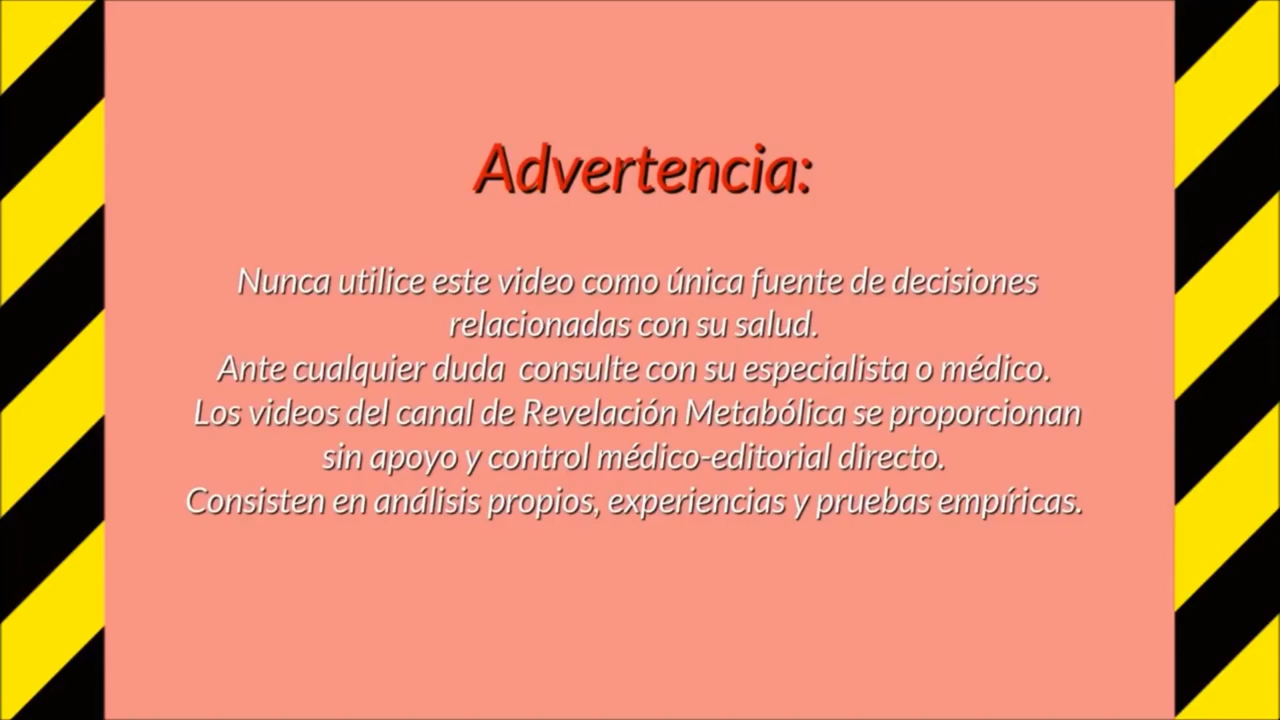 Advertencia:
Nunca utilice este video como única fuente de decisiones
relacionadas con su salud.
Ante cualquier duda  consulte con su especialista o médico.
Los videos del canal de Revelación Metabólica se proporcionan
sin apoyo y control médico-editorial directo.
Consisten en análisis propios, experiencias y pruebas empíricas.